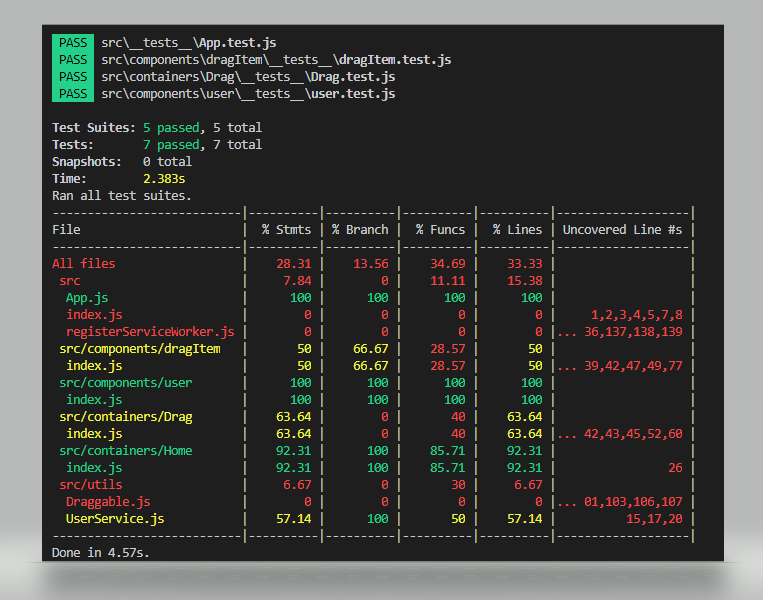 PASS src\__tests__\App.test.js
PASS src\components\dragItem\__tests__\dragItem.test.js
PASS src\containers\Drag\__tests__\Drag.test.js
PASS src\components\user\__tests__\user.test.js
Test Suites: 5 passed, 5 total
Tests: 7 passed, 7 total
Snapshots: 0 total
Time: 2.383s
Ran all test suites.
--------------------------|----------|----------|----------|----------|-------------------|
File | % Stmts | % Branch | % Funcs | % Lines | Uncovered Line #s |
--------------------------|----------|----------|----------|----------|-------------------|
All files | 28.31 | 13.56 | 34.69 | 33.33 | |
src | 7.84 | 0 | 11.11 | 15.38 | |
App.js | 100 | 100 | 100 | 100 | |
index.js | 0 | 0 | 0 | 0 | 1,2,3,4,5,7,8 |
registerServiceWorker.js | 0 | 0 | 0 | 0 |... 36,137,138,139 |
src/components/dragItem | 50 | 66.67 | 28.57 | 50 | |
index.js | 50 | 66.67 | 28.57 | 50 |... 39,42,47,49,77 |
src/components/user | 100 | 100 | 100 | 100 | |
index.js | 100 | 100 | 100 | 100 | |
src/containers/Drag | 63.64 | 0 | 40 | 63.64 | |
index.js | 63.64 | 0 | 40 | 63.64 |... 42,43,45,52,60 |
src/containers/Home | 92.31 | 100 | 85.71 | 92.31 | |
index.js | 92.31 | 100 | 85.71 | 92.31 | 26 |
src/utils | 6.67 | 0 | 30 | 6.67 | |
Draggable.js | 0 | 0 | 0 | 0 |... 01,103,106,107 |
UserService.js | 57.14 | 100 | 50 | 57.14 | 15,17,20 |
--------------------------|----------|----------|----------|----------|-------------------|
Done in 4.57s.